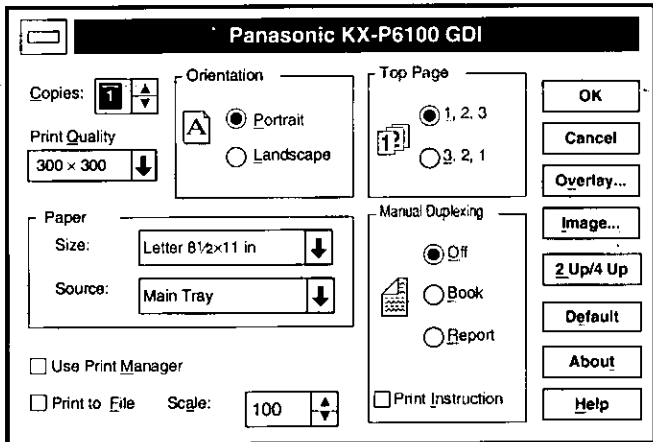 Panasonic KX-P6100 GDI
Copies: 1
Print Quality
300 × 300
Orientation
A
Portrait
Landscape
Top Page
1?
1, 2, 3
3, 2, 1
Paper
Size: Letter 8½×11 in
Source: Main Tray
Manual Duplexing
Off
Book
Report
Print Instruction
Use Print Manager
Print to File Scale: 100
OK
Cancel
Overlay...
Image...
2 Up/4 Up
Default
About
Help